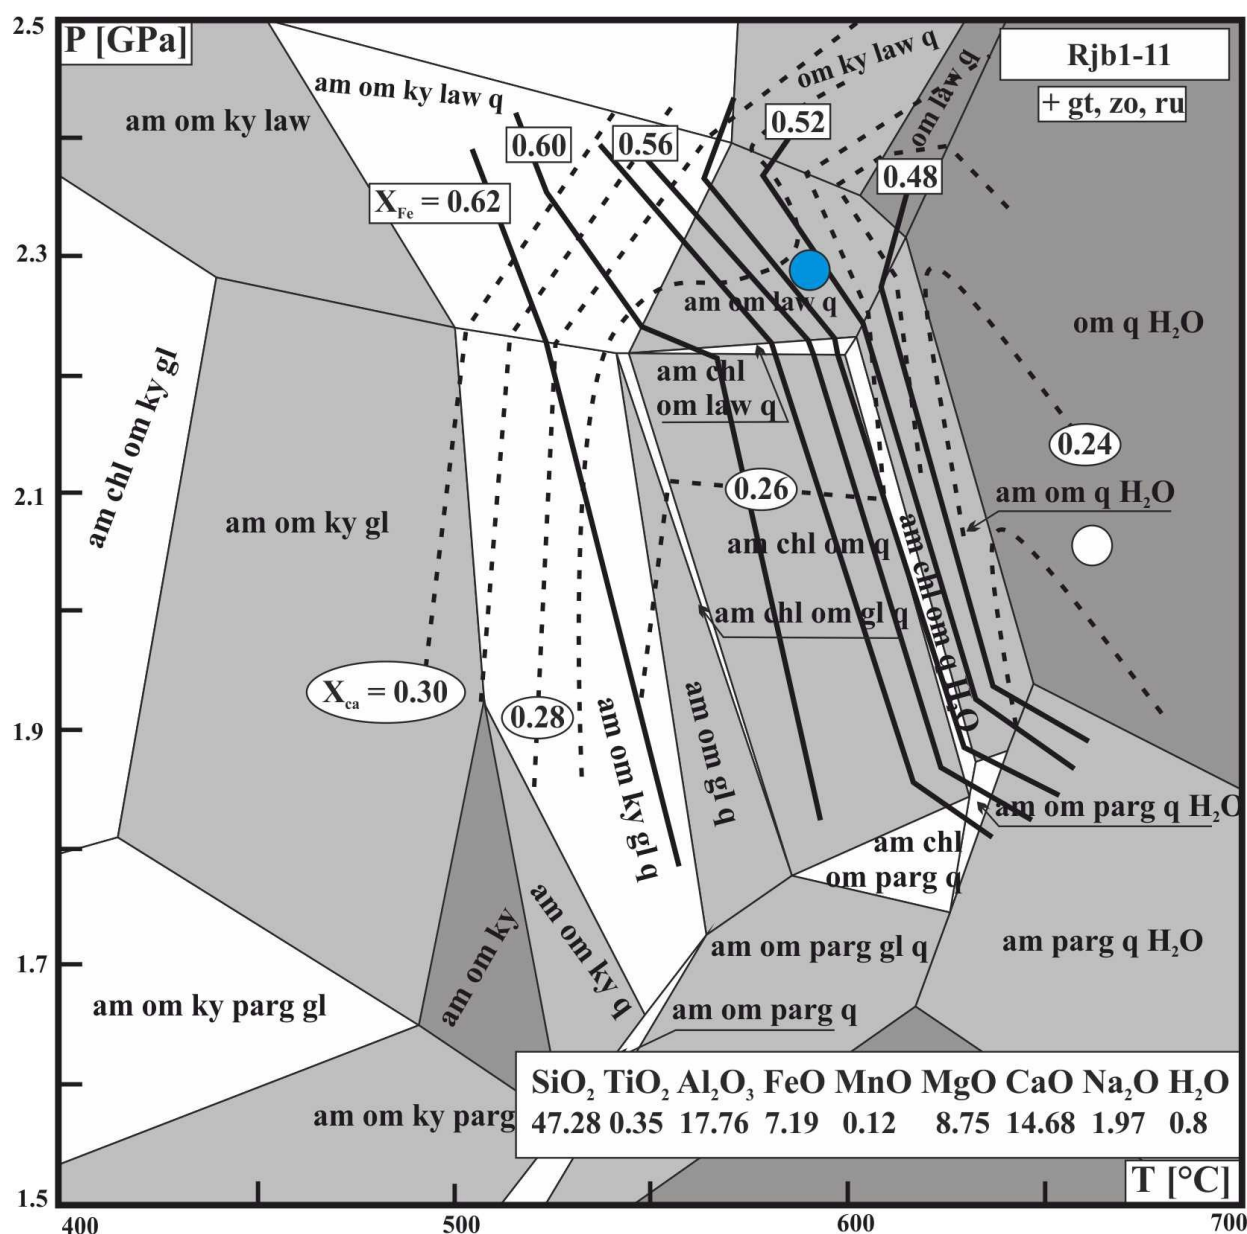 2.5
P [GPa]
Rjb1-11
+ gt, zo, ru
om ky law q
om law q
am om ky law q
am om ky law
0.52
0.60
0.56
0.48
X_Fe = 0.62
2.3
am om law q
om q H₂O
am chl om ky gl
am chl
om law q
0.24
am om q H₂O
2.1
0.26
am om ky gl
am chl om q
am chl om q H₂O
am chl om gl q
X_ca = 0.30
0.28
1.9
am om ky gl q
am om gl q
am om parg q H₂O
am chl
om parg q
am om parg gl q
am parg q H₂O
1.7
am om ky
am om ky q
am om ky parg gl
am om parg q
SiO₂ TiO₂ Al₂O₃ FeO MnO MgO CaO Na₂O H₂O
47.28 0.35 17.76 7.19 0.12 8.75 14.68 1.97 0.8
am om ky parg
T [°C]
1.5
400 500 600 700